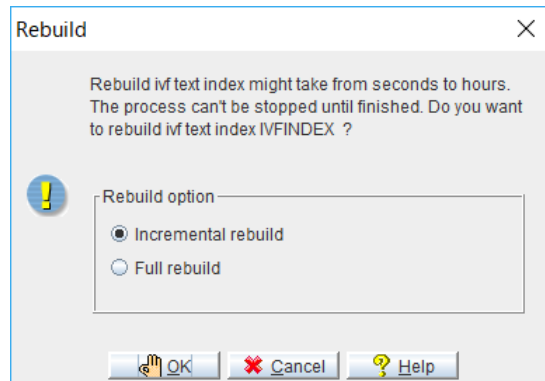 Rebuild
Rebuild ivf text index might take from seconds to hours.
The process can't be stopped until finished. Do you want
to rebuild ivf text index IVFINDEX ?
Rebuild option
Incremental rebuild
Full rebuild
OK Cancel Help